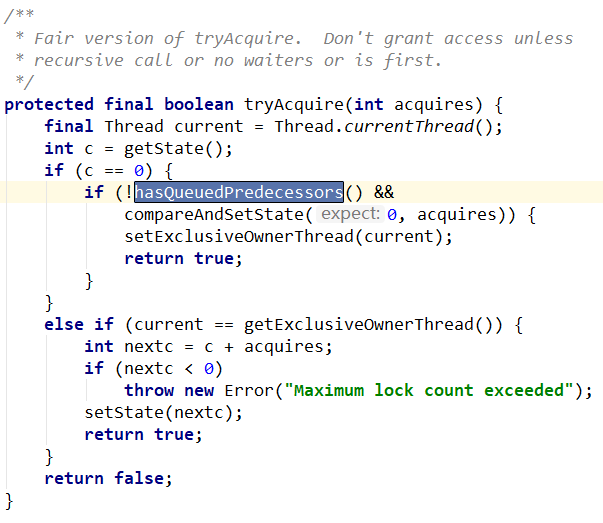 /**
 * Fair version of tryAcquire.  Don't grant access unless
 * recursive call or no waiters or is first.
 */
protected final boolean tryAcquire(int acquires) {
    final Thread current = Thread.currentThread();
    int c = getState();
    if (c == 0) {
        if (!hasQueuedPredecessors() &&
            compareAndSetState( expect: 0, acquires)) {
            setExclusiveOwnerThread(current);
            return true;
        }
    }
    else if (current == getExclusiveOwnerThread()) {
        int nextc = c + acquires;
        if (nextc < 0)
            throw new Error("Maximum lock count exceeded");
        setState(nextc);
        return true;
    }
    return false;
}